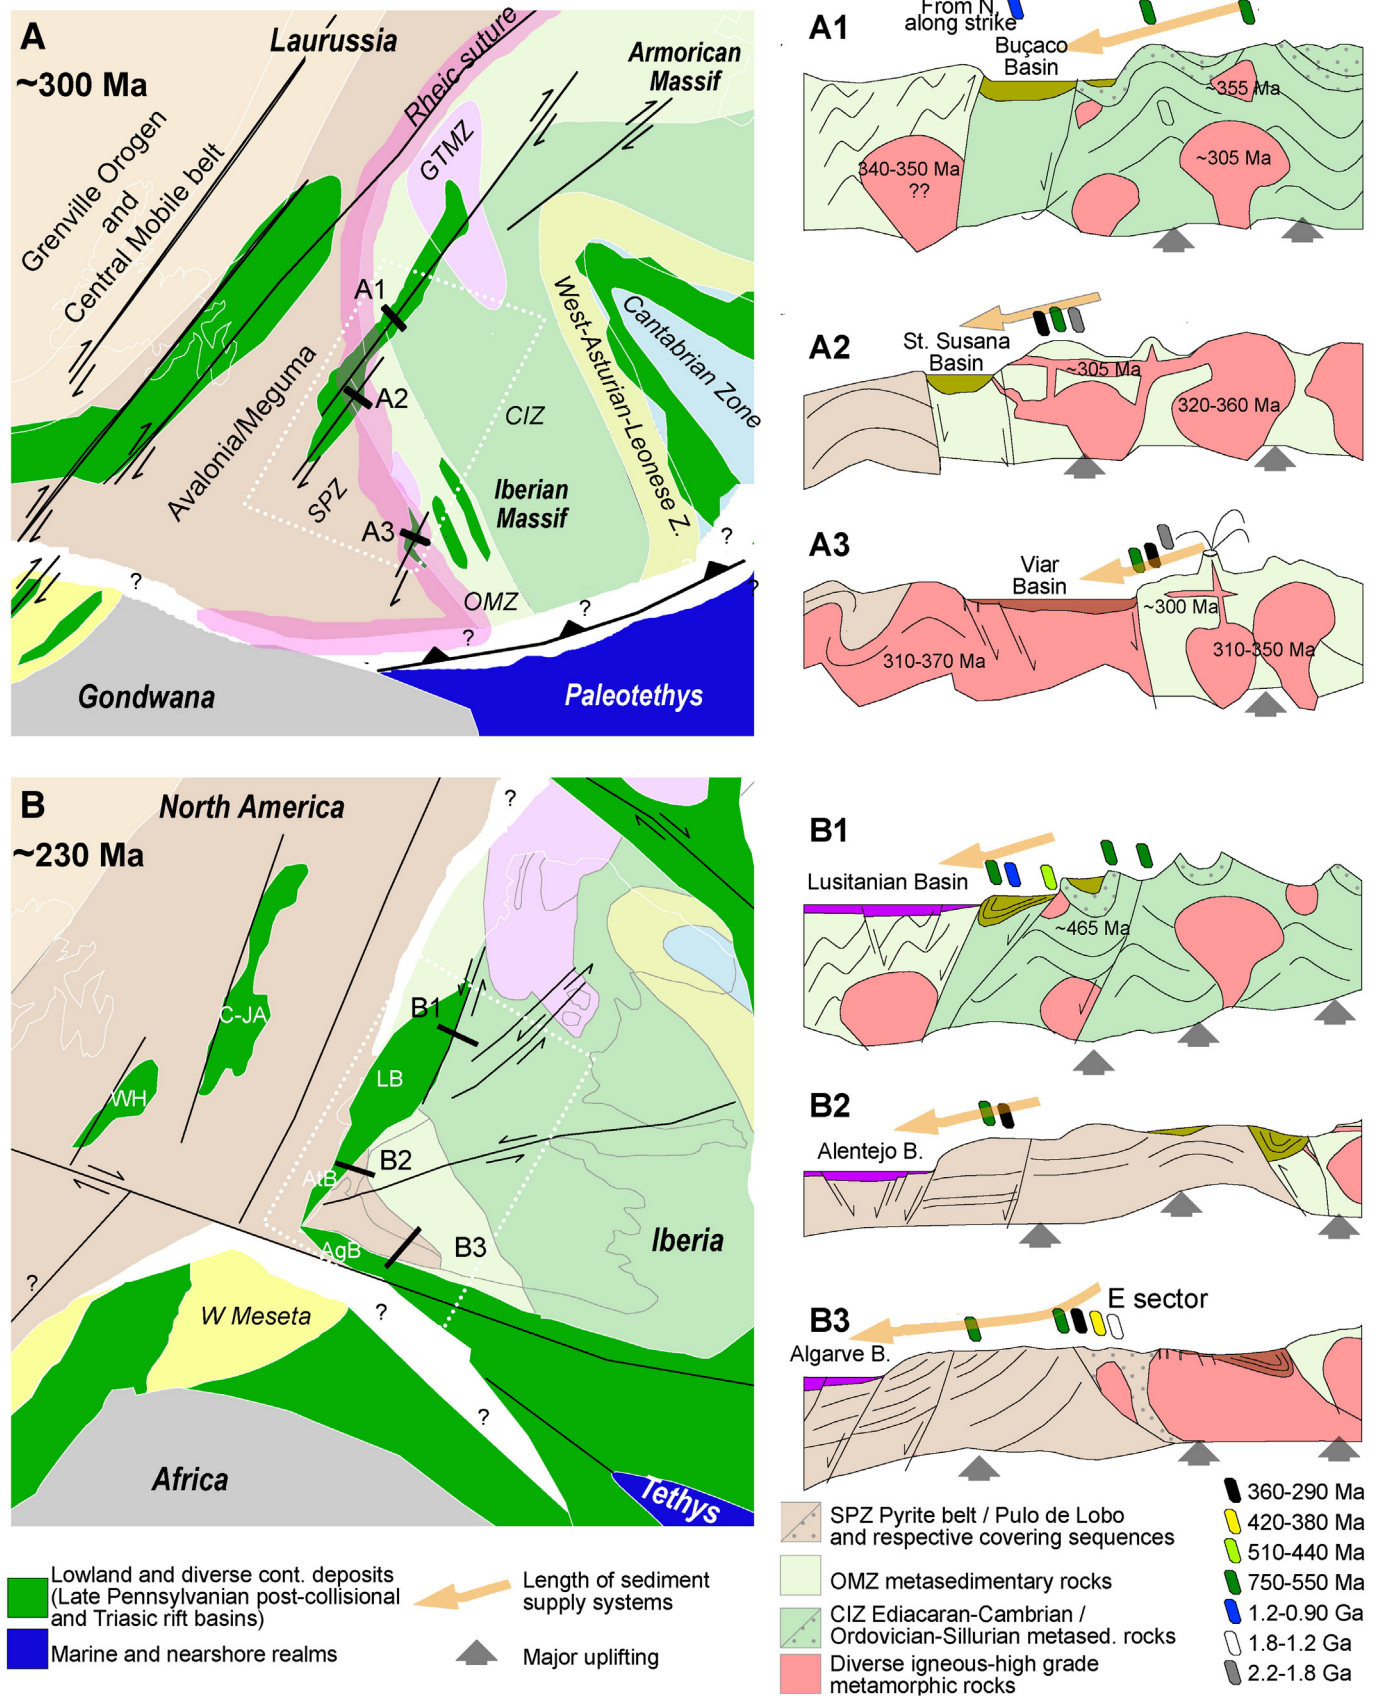 A
~300 Ma
Laurussia
Rheic suture
Armorican
Massif
Grenville Orogen
and
Central Mobile belt
GTMZ
A1
A2
A3
Avalonia/Meguma
SPZ
CIZ
Iberian
Massif
West-Asturian-Leonese Z.
Cantabrian Zone
OMZ
?
?
?
?
?
Gondwana
Paleotethys
A1
From N,
along strike
Buçaco
Basin
340-350 Ma
??
~355 Ma
~305 Ma
A2
St. Susana
Basin
~305 Ma
320-360 Ma
A3
Viar
Basin
~300 Ma
310-370 Ma
310-350 Ma
B
~230 Ma
North America
?
C-JA
WH
B1
LB
B2
AtB
B3
AgB
Iberia
?
W Meseta
?
?
Africa
Tethys
B1
Lusitanian Basin
~465 Ma
B2
Alentejo B.
B3
E sector
Algarve B.
Lowland and diverse cont. deposits
(Late Pennsylvanian post-collisional
and Triasic rift basins)
Marine and nearshore realms
Length of sediment
supply systems
Major uplifting
SPZ Pyrite belt / Pulo de Lobo
and respective covering sequences
OMZ metasedimentary rocks
CIZ Ediacaran-Cambrian /
Ordovician-Sillurian metased. rocks
Diverse igneous-high grade
metamorphic rocks
360-290 Ma
420-380 Ma
510-440 Ma
750-550 Ma
1.2-0.90 Ga
1.8-1.2 Ga
2.2-1.8 Ga